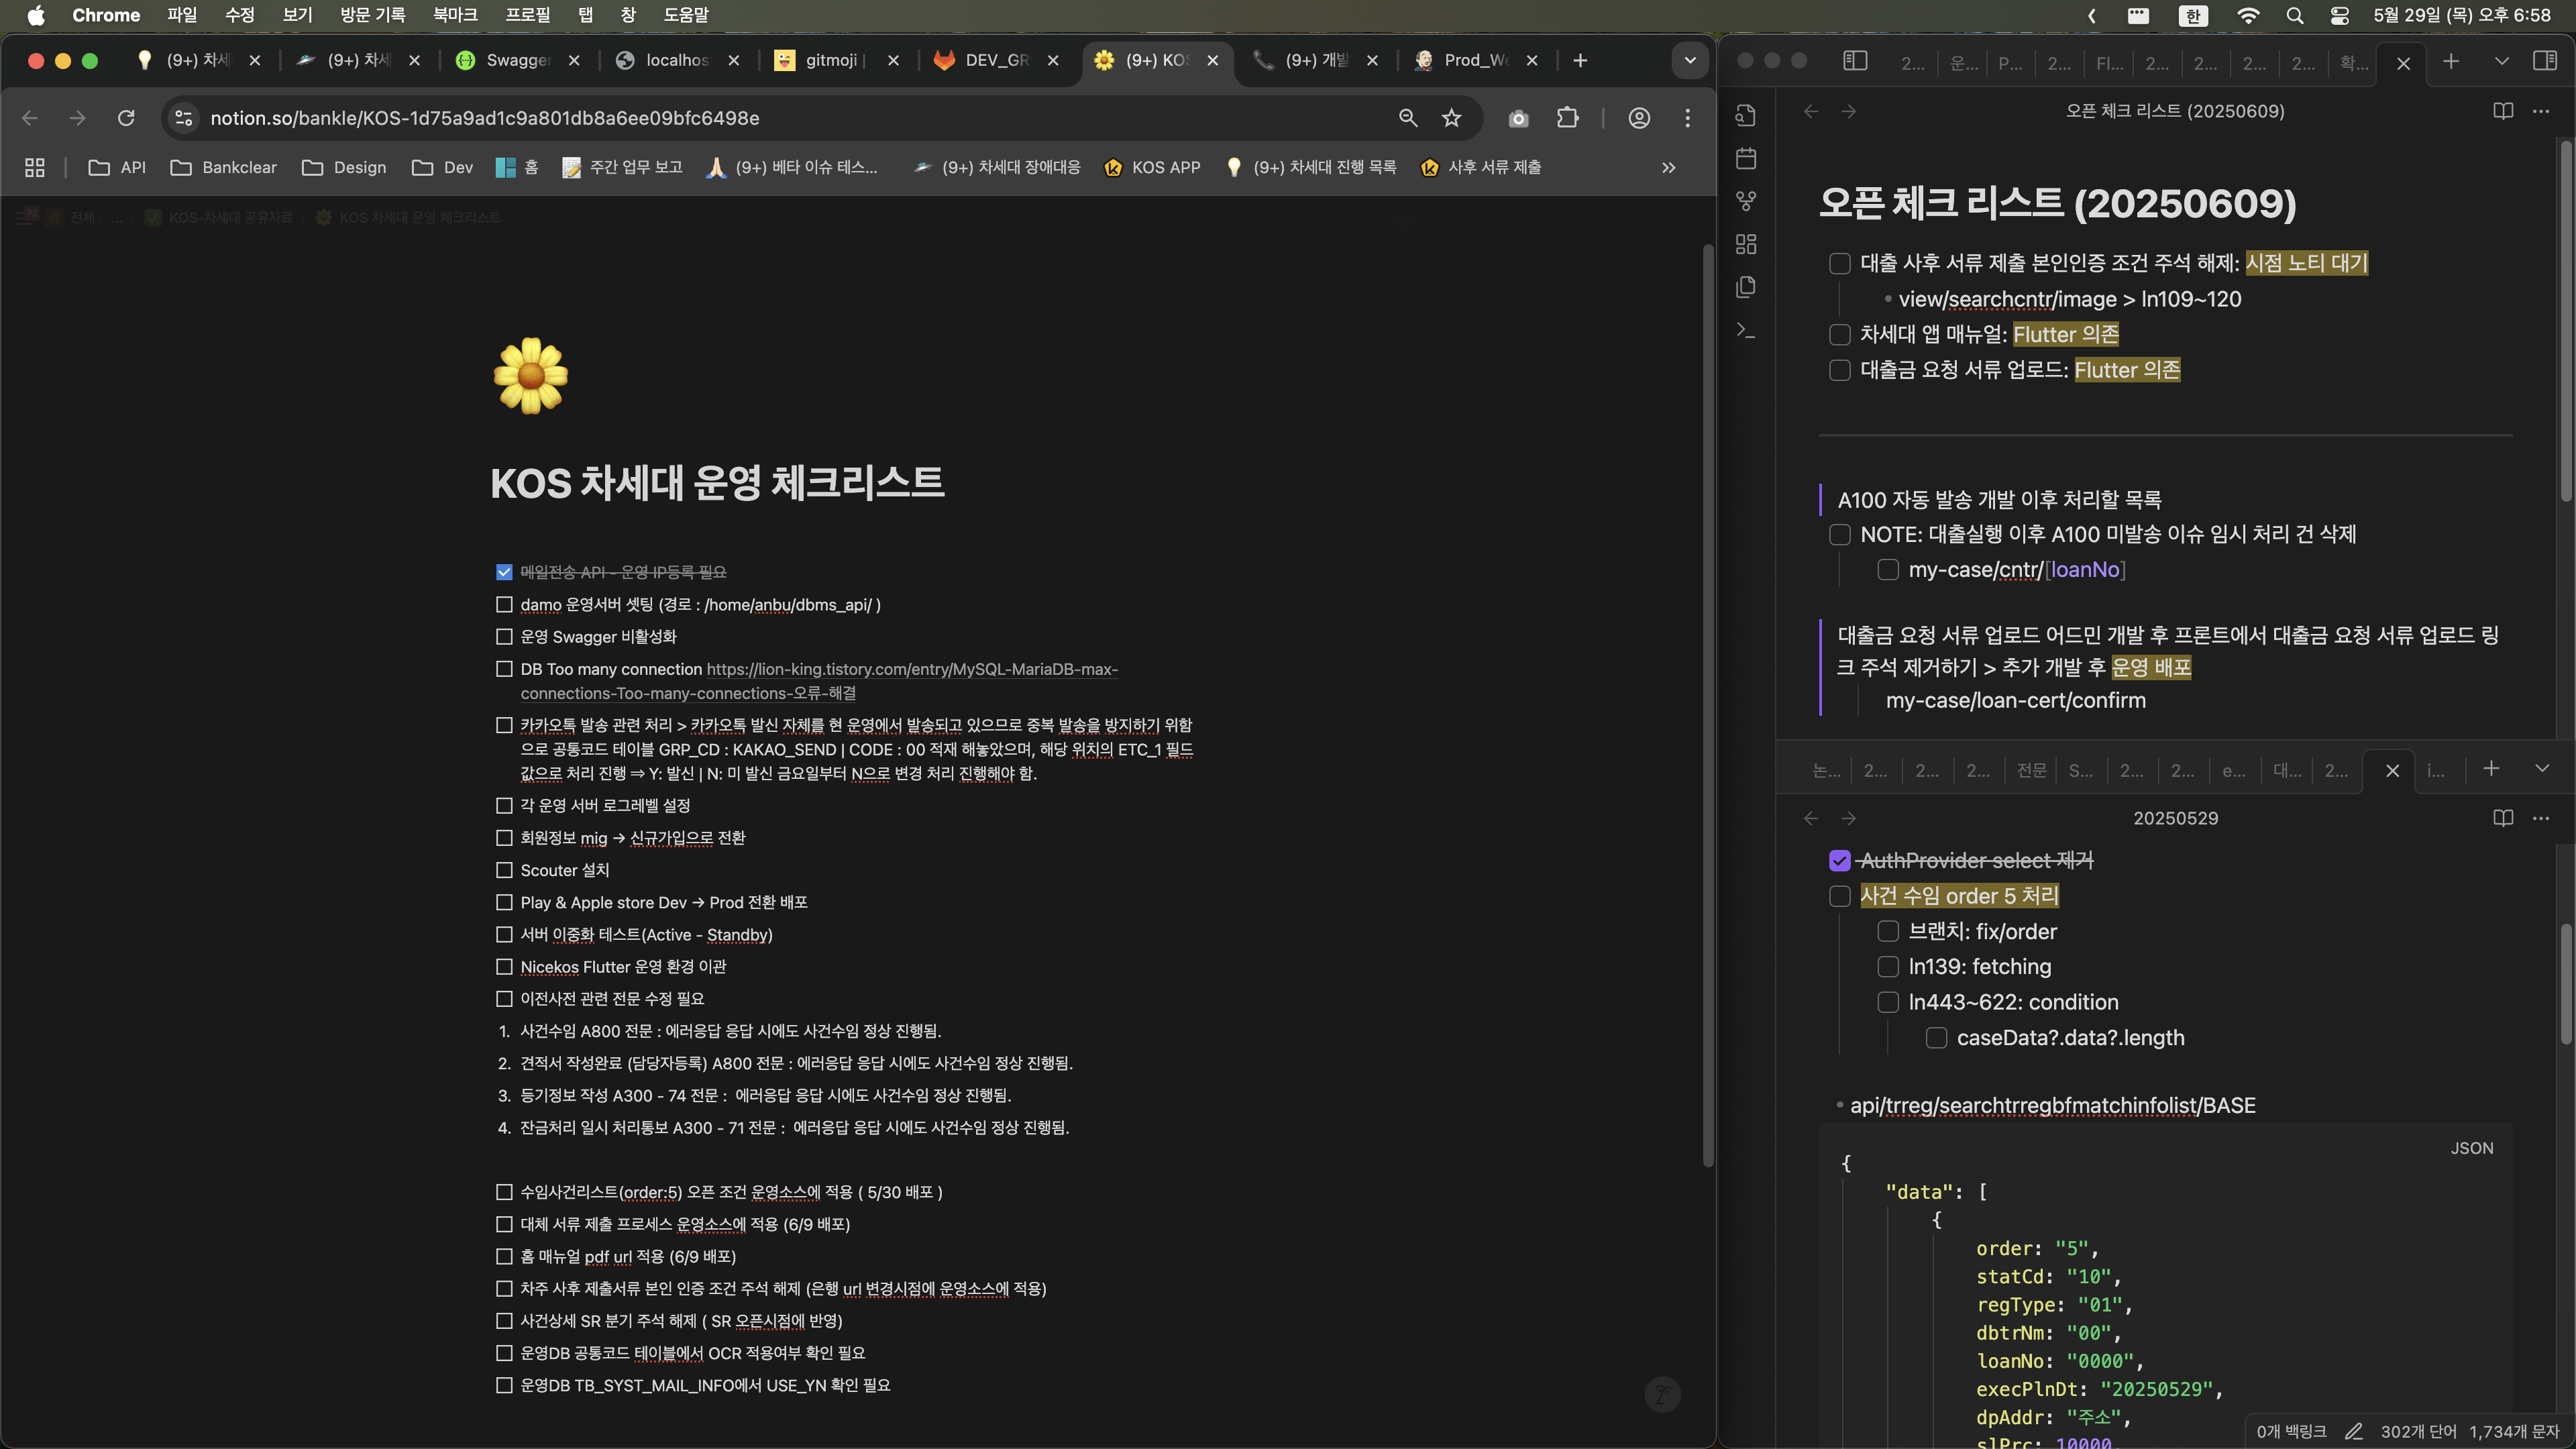 Chrome 파일 수정 보기 방문 기록 북마크 프로필 탭 창 도움말
한 5월 29일 (목) 오후 6:58
(9+) 차세
(9+) 차세
Swagger
localhos
gitmoji |
DEV_GR
(9+) KOS
(9+) 개발
Prod_We
notion.so/bankle/KOS-1d75a9ad1c9a801db8a6ee09bfc6498e
API Bankclear Design Dev 홈 주간 업무 보고 (9+) 베타 이슈 테스... (9+) 차세대 장애대응 KOS APP (9+) 차세대 진행 목록 사후 서류 제출
전체 / ... / KOS-차세대 공유자료 / KOS 차세대 운영 체크리스트
KOS 차세대 운영 체크리스트
메일전송 API - 운영 IP등록 필요
damo 운영서버 셋팅 (경로 : /home/anbu/dbms_api/ )
운영 Swagger 비활성화
DB Too many connection https://lion-king.tistory.com/entry/MySQL-MariaDB-max-
connections-Too-many-connections-오류-해결
카카오톡 발송 관련 처리 > 카카오톡 발신 자체를 현 운영에서 발송되고 있으므로 중복 발송을 방지하기 위함
으로 공통코드 테이블 GRP_CD : KAKAO_SEND | CODE : 00 적재 해놓았으며, 해당 위치의 ETC_1 필드
값으로 처리 진행 ⇒ Y: 발신 | N: 미 발신 금요일부터 N으로 변경 처리 진행해야 함.
각 운영 서버 로그레벨 설정
회원정보 mig → 신규가입으로 전환
Scouter 설치
Play & Apple store Dev → Prod 전환 배포
서버 이중화 테스트(Active - Standby)
Nicekos Flutter 운영 환경 이관
이전사전 관련 전문 수정 필요
1. 사건수임 A800 전문 : 에러응답 응답 시에도 사건수임 정상 진행됨.
2. 견적서 작성완료 (담당자등록) A800 전문 : 에러응답 응답 시에도 사건수임 정상 진행됨.
3. 등기정보 작성 A300 - 74 전문 : 에러응답 응답 시에도 사건수임 정상 진행됨.
4. 잔금처리 일시 처리통보 A300 - 71 전문 : 에러응답 응답 시에도 사건수임 정상 진행됨.
수임사건리스트(order:5) 오픈 조건 운영소스에 적용 ( 5/30 배포 )
대체 서류 제출 프로세스 운영소스에 적용 (6/9 배포)
홈 매뉴얼 pdf url 적용 (6/9 배포)
차주 사후 제출서류 본인 인증 조건 주석 해제 (은행 url 변경시점에 운영소스에 적용)
사건상세 SR 분기 주석 해제 ( SR 오픈시점에 반영)
운영DB 공통코드 테이블에서 OCR 적용여부 확인 필요
운영DB TB_SYST_MAIL_INFO에서 USE_YN 확인 필요
2... 운... P... 2... Fl... 2... 2... 2... 2... 확...
오픈 체크 리스트 (20250609)
오픈 체크 리스트 (20250609)
대출 사후 서류 제출 본인인증 조건 주석 해제: 시점 노티 대기
• view/searchcntr/image > ln109~120
차세대 앱 매뉴얼: Flutter 의존
대출금 요청 서류 업로드: Flutter 의존
A100 자동 발송 개발 이후 처리할 목록
NOTE: 대출실행 이후 A100 미발송 이슈 임시 처리 건 삭제
my-case/cntr/[loanNo]
대출금 요청 서류 업로드 어드민 개발 후 프론트에서 대출금 요청 서류 업로드 링
크 주석 제거하기 > 추가 개발 후 운영 배포
my-case/loan-cert/confirm
논... 2... 2... 2... 전문 S... 2... 2... e... 대... 2... i...
20250529
AuthProvider select 제거
사건 수임 order 5 처리
브랜치: fix/order
ln139: fetching
ln443~622: condition
caseData?.data?.length
• api/trreg/searchtrregbfmatchinfolist/BASE
JSON
{
"data": [
{
order: "5",
statCd: "10",
regType: "01",
dbtrNm: "00",
loanNo: "0000",
execPlnDt: "20250529",
dpAddr: "주소",
slPrc: 10000,
0개 백링크 302개 단어 1,734개 문자